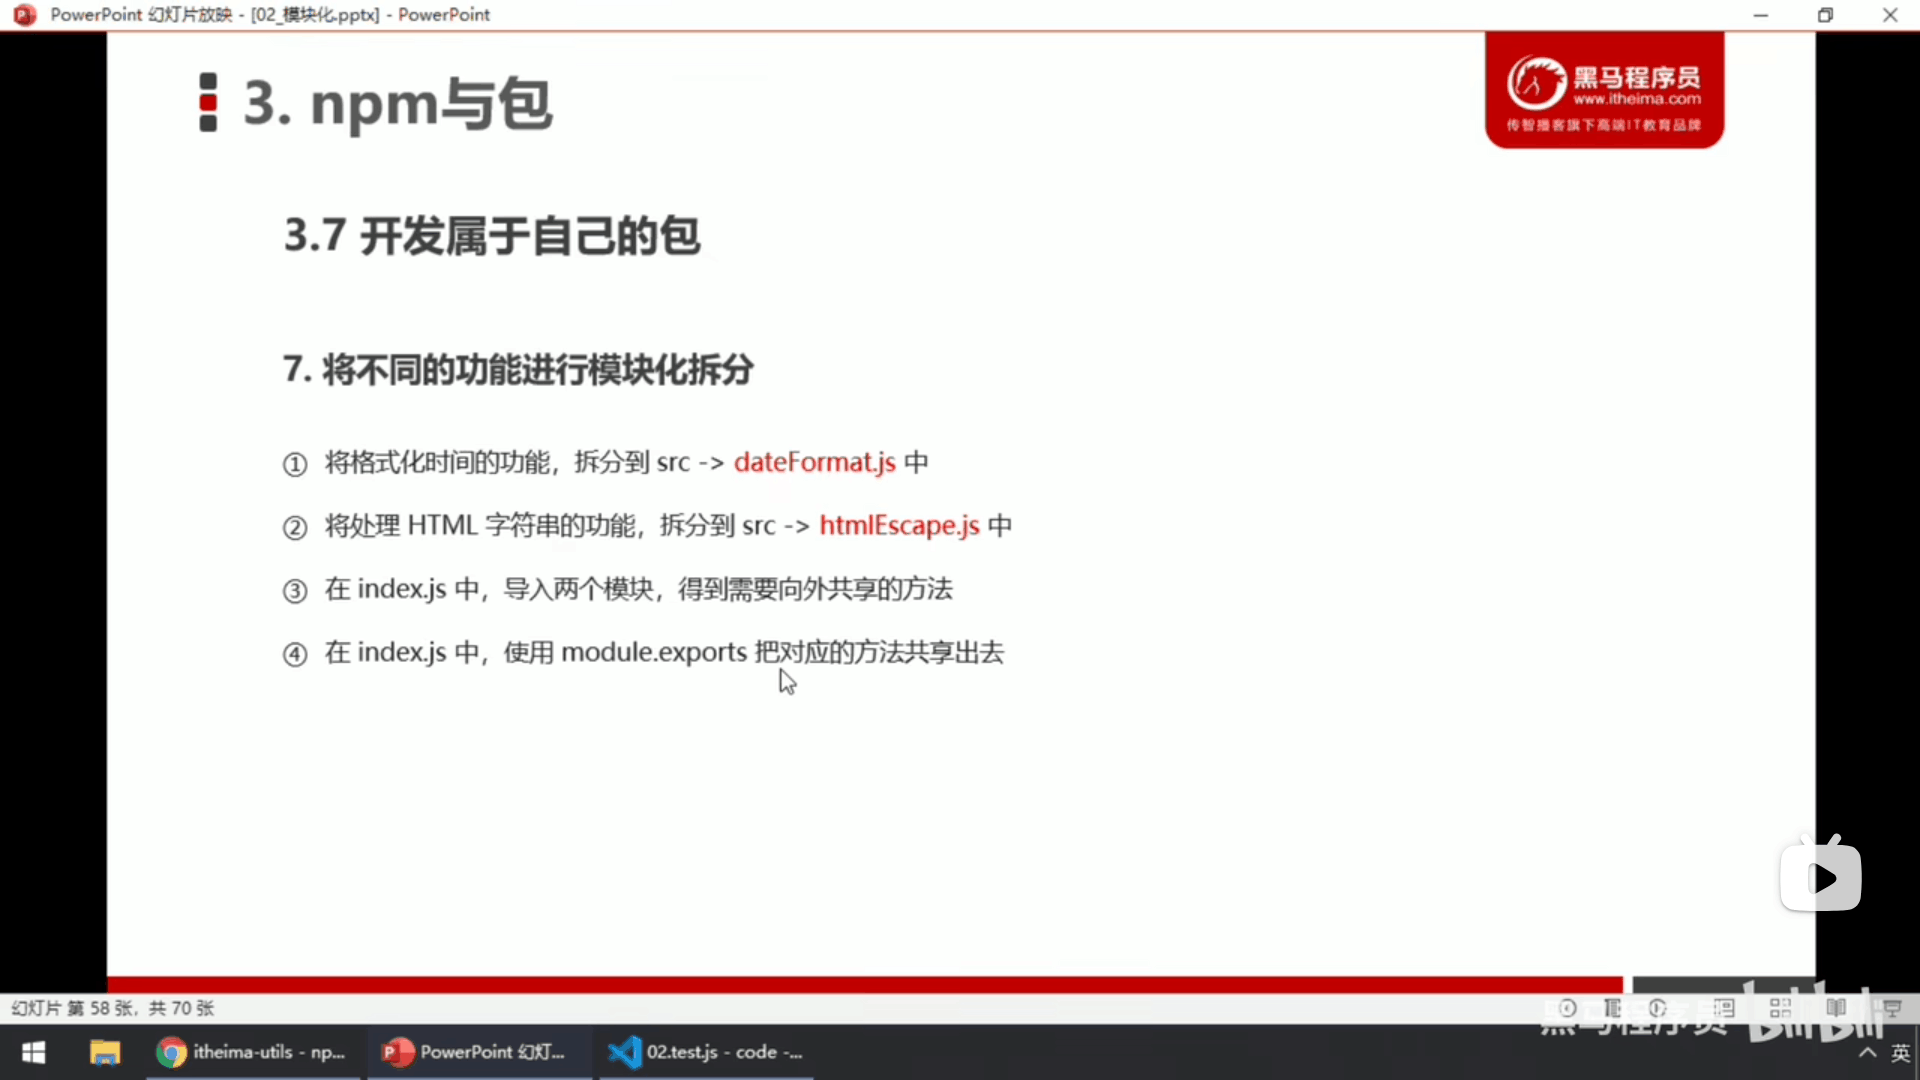 PowerPoint 幻灯片放映 - [02_模块化.pptx] - PowerPoint
3. npm与包
黑马程序员
www.itheima.com
传智播客旗下高端IT教育品牌
3.7 开发属于自己的包
7. 将不同的功能进行模块化拆分
① 将格式化时间的功能，拆分到 src -> dateFormat.js 中
② 将处理 HTML 字符串的功能，拆分到 src -> htmlEscape.js 中
③ 在 index.js 中，导入两个模块，得到需要向外共享的方法
④ 在 index.js 中，使用 module.exports 把对应的方法共享出去
幻灯片 第 58 张，共 70 张
黑马程序员 bilibili
itheima-utils - np...
PowerPoint 幻灯...
02.test.js - code -...
英